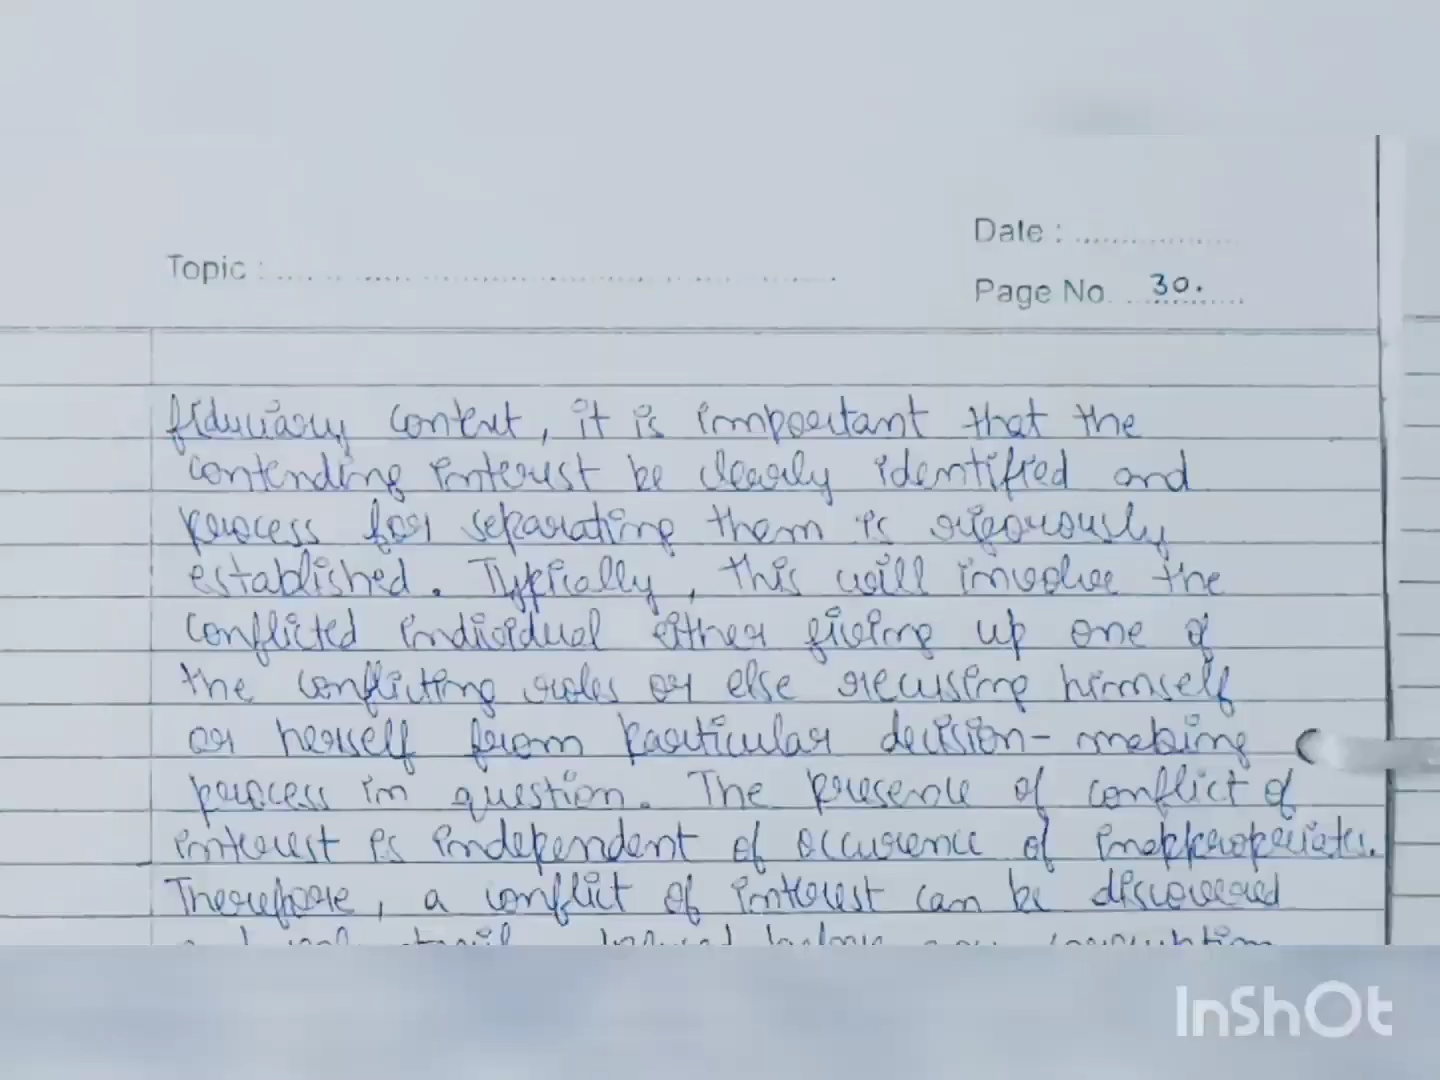 Date :
Topic :
Page No. 30.
fiduciary context, it is important that the
contending interest be clearly identified and
process for separating them is rigorously
established. Typically, this will involve the
conflicted individual either giving up one of
the conflicting roles or else recusing himself
or herself from particular decision-making
process in question. The presence of conflict of
interest is independent of occurence of inappropriate.
Therefore, a conflict of interest can be discovered
before any corruption
InShOt